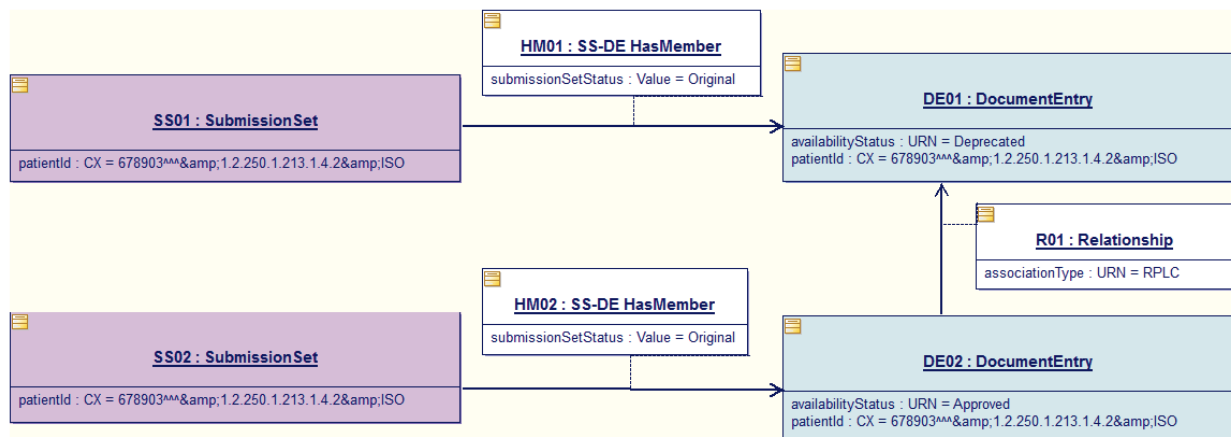 HM01 : SS-DE HasMember
submissionSetStatus : Value = Original
SS01 : SubmissionSet
patientId : CX = 678903^^^&amp;1.2.250.1.213.1.4.2&amp;ISO
DE01 : DocumentEntry
availabilityStatus : URN = Deprecated
patientId : CX = 678903^^^&amp;1.2.250.1.213.1.4.2&amp;ISO
R01 : Relationship
associationType : URN = RPLC
HM02 : SS-DE HasMember
submissionSetStatus : Value = Original
SS02 : SubmissionSet
patientId : CX = 678903^^^&amp;1.2.250.1.213.1.4.2&amp;ISO
DE02 : DocumentEntry
availabilityStatus : URN = Approved
patientId : CX = 678903^^^&amp;1.2.250.1.213.1.4.2&amp;ISO